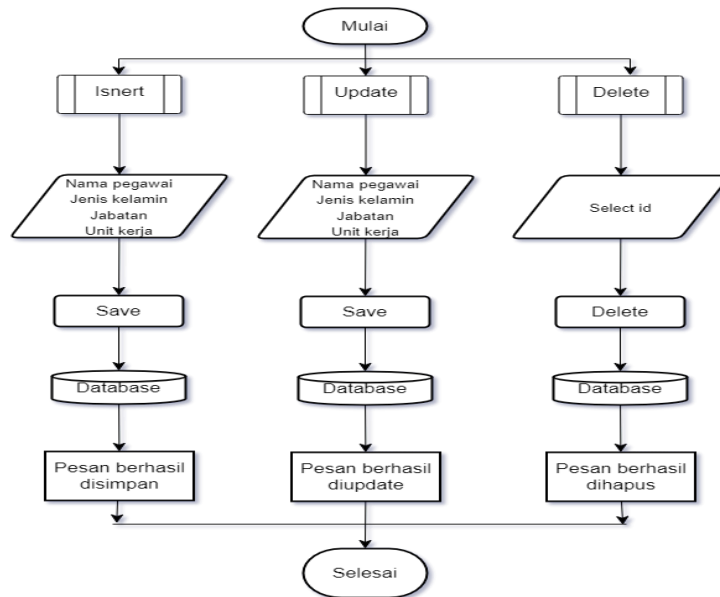 Mulai
Isnert
Update
Delete
Nama pegawai
Jenis kelamin
Jabatan
Unit kerja
Nama pegawai
Jenis kelamin
Jabatan
Unit kerja
Select id
Save
Save
Delete
Database
Database
Database
Pesan berhasil
disimpan
Pesan berhasil
diupdate
Pesan berhasil
dihapus
Selesai